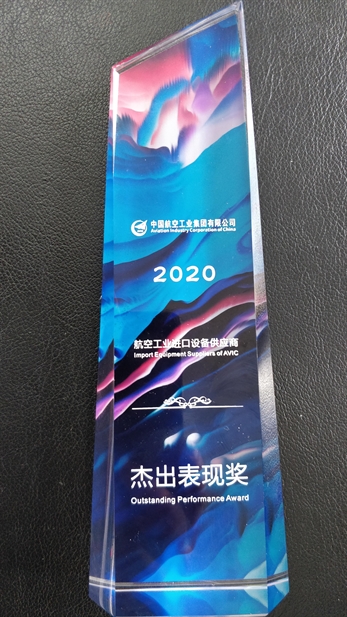 中国航空工业集团有限公司
Aviation Industry Corporation of China
2020
航空工业进口设备供应商
Import Equipment Suppliers of AVIC
杰出表现奖
Outstanding Performance Award